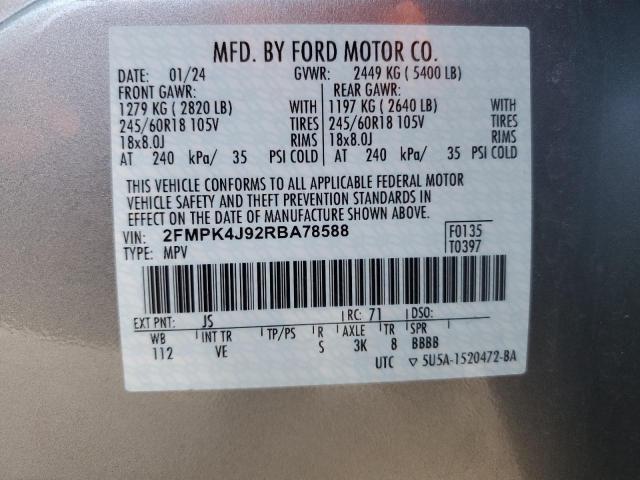 MFD. BY FORD MOTOR CO.
DATE: 01/24 GVWR: 2449 KG ( 5400 LB)
FRONT GAWR: REAR GAWR:
1279 KG ( 2820 LB) WITH 1197 KG ( 2640 LB) WITH
245/60R18 105V TIRES 245/60R18 105V TIRES
18x8.0J RIMS 18x8.0J RIMS
AT 240 kPa/ 35 PSI COLD AT 240 kPa/ 35 PSI COLD
THIS VEHICLE CONFORMS TO ALL APPLICABLE FEDERAL MOTOR
VEHICLE SAFETY AND THEFT PREVENTION STANDARDS IN
EFFECT ON THE DATE OF MANUFACTURE SHOWN ABOVE.
VIN: 2FMPK4J92RBA78588 F0135
TYPE: MPV T0397
EXT PNT: JS RC: 71 DSO:
WB INT TR TP/PS R AXLE TR SPR
112 VE S 3K 8 BBBB
UTC ▽ 5U5A-1520472-BA